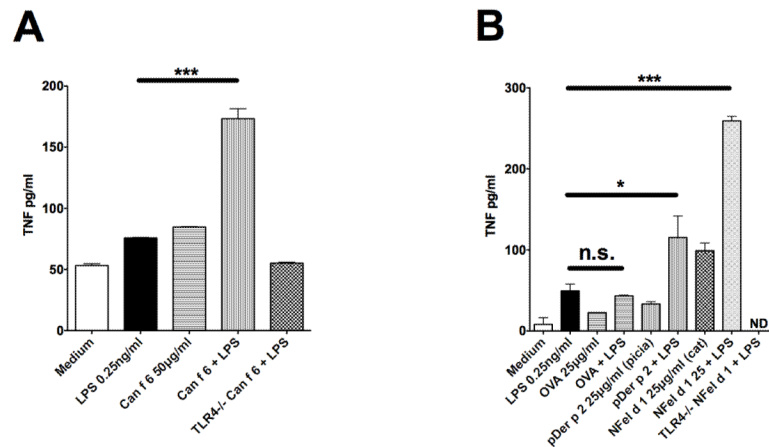 A
***
200
150
100
50
0
TNF pg/ml
Medium
LPS 0.25ng/ml
Can f 6 50µg/ml
Can f 6 + LPS
TLR4-/- Can f 6 + LPS
B
***
*
n.s.
ND
300
200
100
0
TNF pg/ml
Medium
LPS 0.25ng/ml
OVA 25µg/ml
OVA + LPS
pDer p 2 25µg/ml (picia)
pDer p 2 + LPS
NFel d 1 25µg/ml (cat)
NFel d 1 25 + LPS
TLR4-/- NFel d 1 + LPS